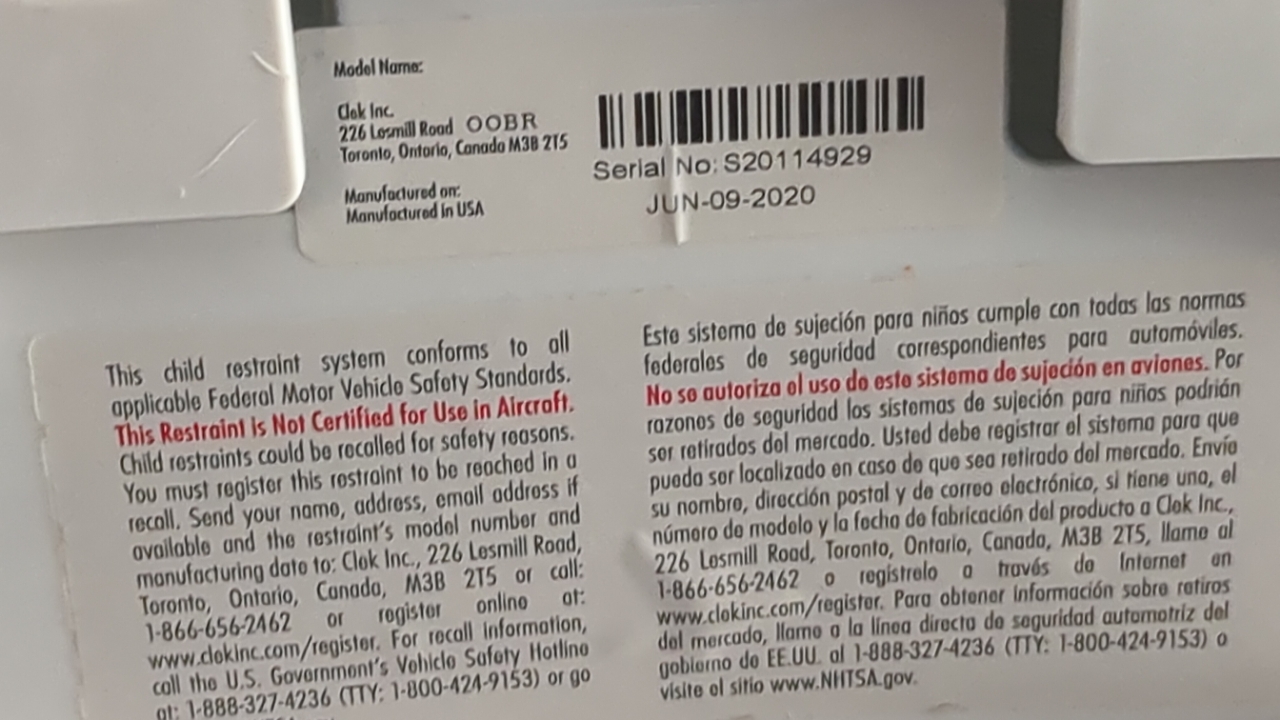 Model Name:
Clek Inc.
226 Lesmill Road OOBR
Toronto, Ontario, Canada M3B 2T5
Manufactured on:
Manufactured in USA
Serial No: S20114929
JUN-09-2020
This child restraint system conforms to all
applicable Federal Motor Vehicle Safety Standards.
This Restraint is Not Certified for Use in Aircraft.
Child restraints could be recalled for safety reasons.
You must register this restraint to be reached in a
recall. Send your name, address, email address if
available and the restraint's model number and
manufacturing date to: Clek Inc., 226 Lesmill Road,
Toronto, Ontario, Canada, M3B 2T5 or call:
1-866-656-2462 or register online at:
www.clekinc.com/register. For recall information,
call the U.S. Government's Vehicle Safety Hotline
at: 1-888-327-4236 (TTY: 1-800-424-9153) or go
Este sistema de sujeción para niños cumple con todas las normas
federales de seguridad correspondientes para automóviles.
No se autoriza el uso de este sistema de sujeción en aviones. Por
razones de seguridad los sistemas de sujeción para niños podrián
ser retirados del mercado. Usted debe registrar el sistema para que
pueda ser localizado en caso de que sea retirado del mercado. Envíe
su nombre, dirección postal y de correo electrónico, si tiene uno, el
número de modelo y la fecha de fabricación del producto a Clek Inc.,
226 Lesmill Road, Toronto, Ontario, Canada, M3B 2T5, llame al
1-866-656-2462 o regístrelo a través de Internet en
www.clekinc.com/register. Para obtener información sobre retiros
del mercado, llame a la línea directa de seguridad automotriz del
gobierno de EE.UU. al 1-888-327-4236 (TTY: 1-800-424-9153) o
visite el sitio www.NHTSA.gov.